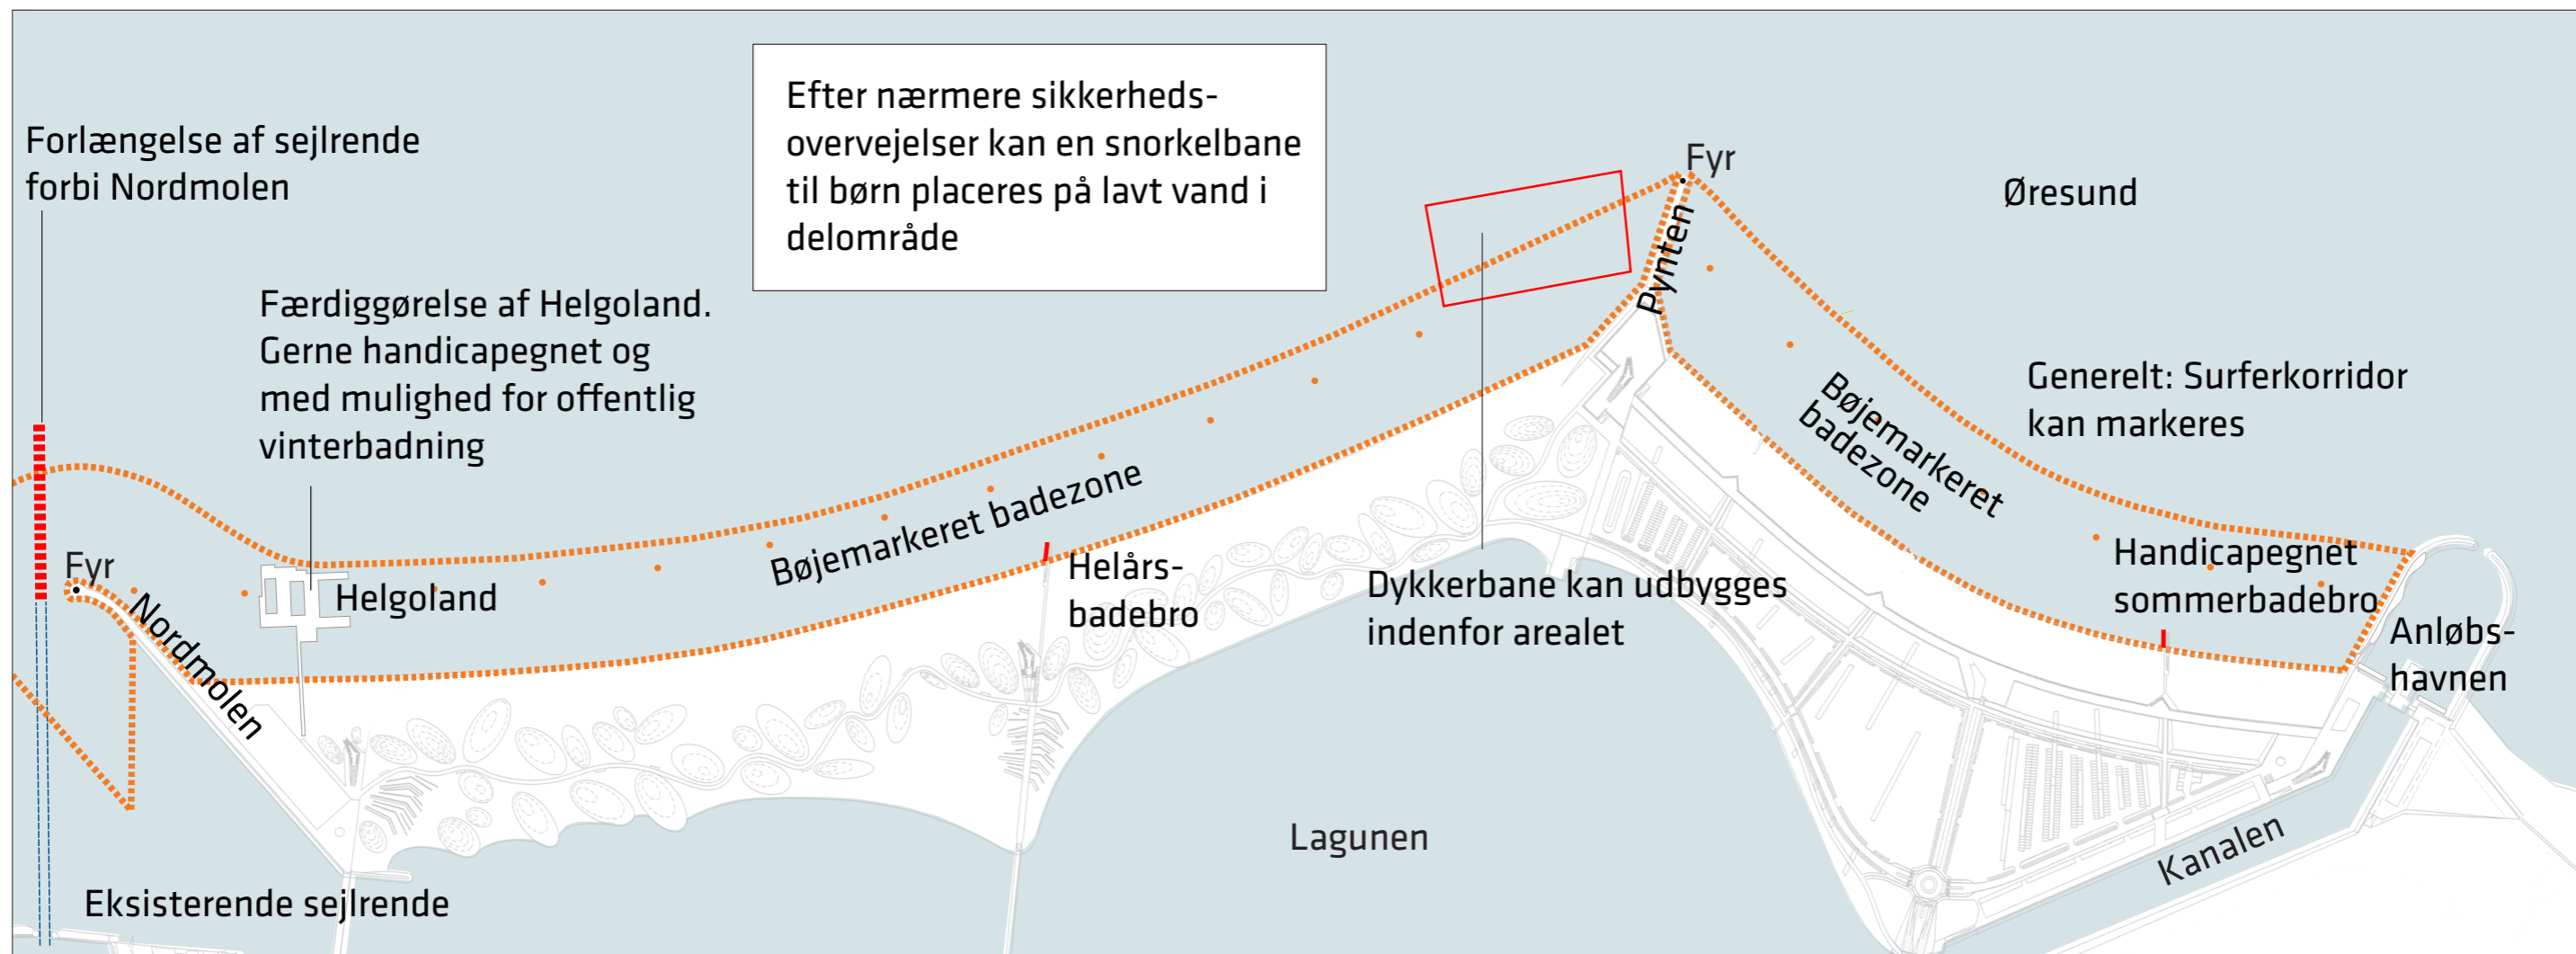 Forlængelse af sejlrende
forbi Nordmolen
Efter nærmere sikkerheds-
overvejelser kan en snorkelbane
til børn placeres på lavt vand i
delområde
Færdiggørelse af Helgoland.
Gerne handicapegnet og
med mulighed for offentlig
vinterbadning
Fyr
Pynten
Øresund
Generelt: Surferkorridor
kan markeres
Bøjemarkeret
badezone
Bøjemarkeret badezone
Fyr
Nordmolen
Helgoland
Helårs-
badebro
Dykkerbane kan udbygges
indenfor arealet
Handicapegnet
sommerbadebro
Anløbs-
havnen
Lagunen
Kanalen
Eksisterende sejlrende